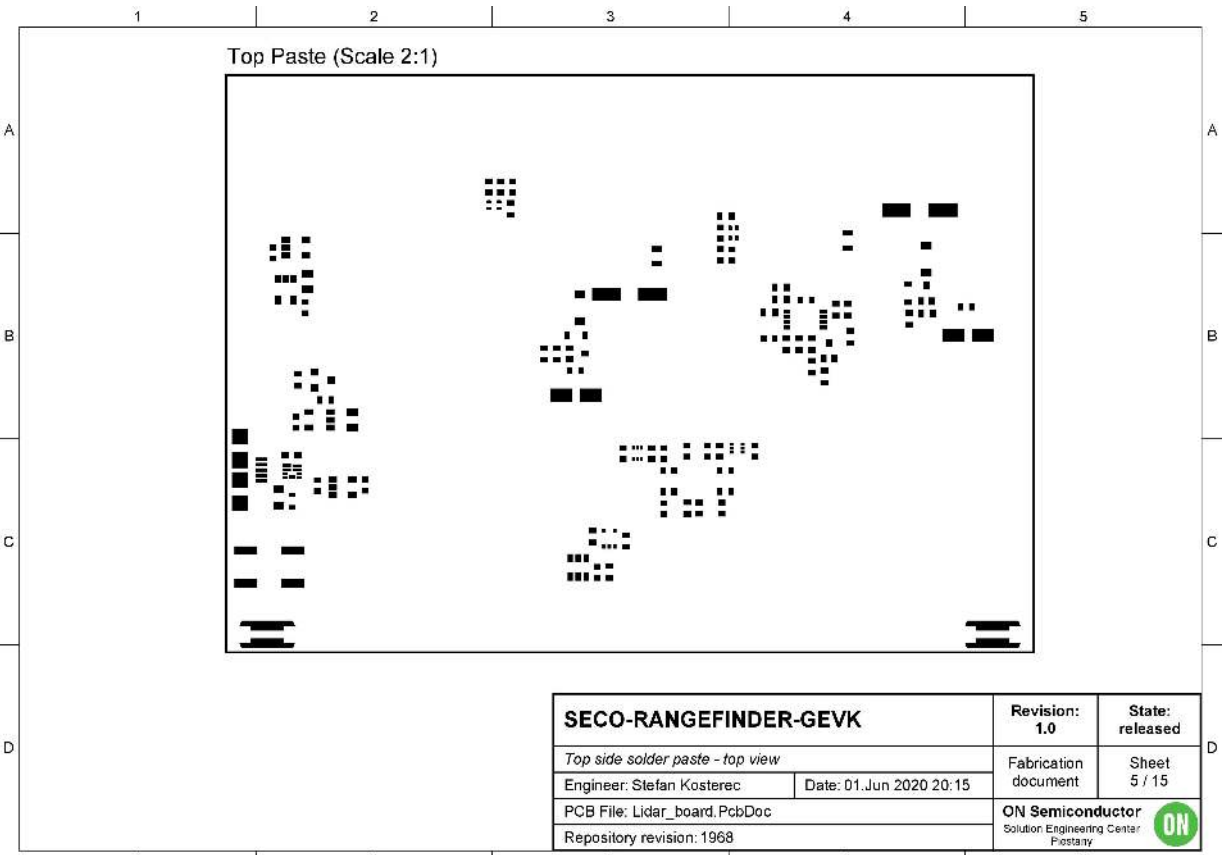 1 2 3 4 5
Top Paste (Scale 2:1)
A A
B B
C C
D D
SECO-RANGEFINDER-GEVK
Revision:
1.0
State:
released
Top side solder paste - top view
Fabrication
document
Sheet
5 / 15
Engineer: Stefan Kosterec
Date: 01.Jun 2020 20:15
PCB File: Lidar_board.PcbDoc
Repository revision: 1968
ON Semiconductor
Solution Engineering Center
Piestany
ON